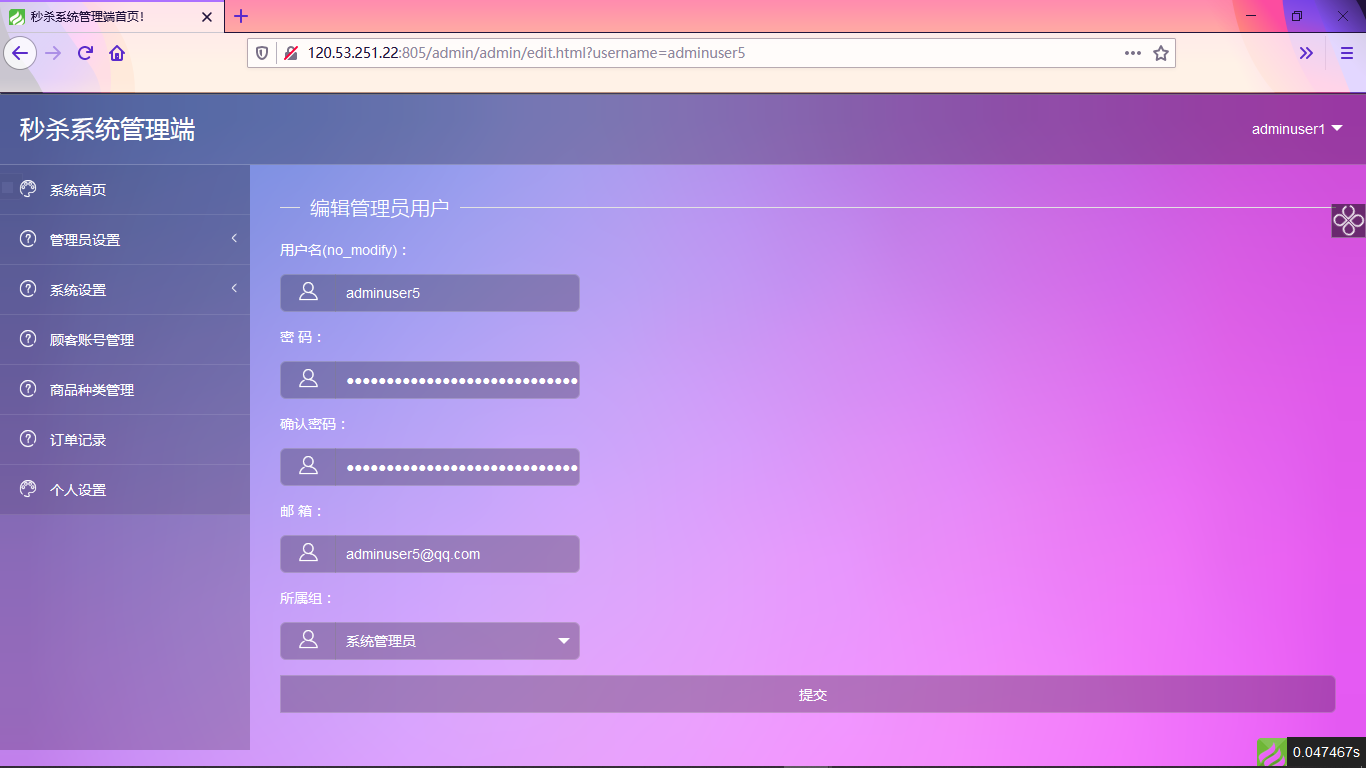 秒杀系统管理端首页!
120.53.251.22:805/admin/admin/edit.html?username=adminuser5
秒杀系统管理端
adminuser1
系统首页
管理员设置
系统设置
顾客账号管理
商品种类管理
订单记录
个人设置
编辑管理员用户
用户名(no_modify)：
adminuser5
密 码：
确认密码：
邮 箱：
adminuser5@qq.com
所属组：
系统管理员
提交
0.047467s